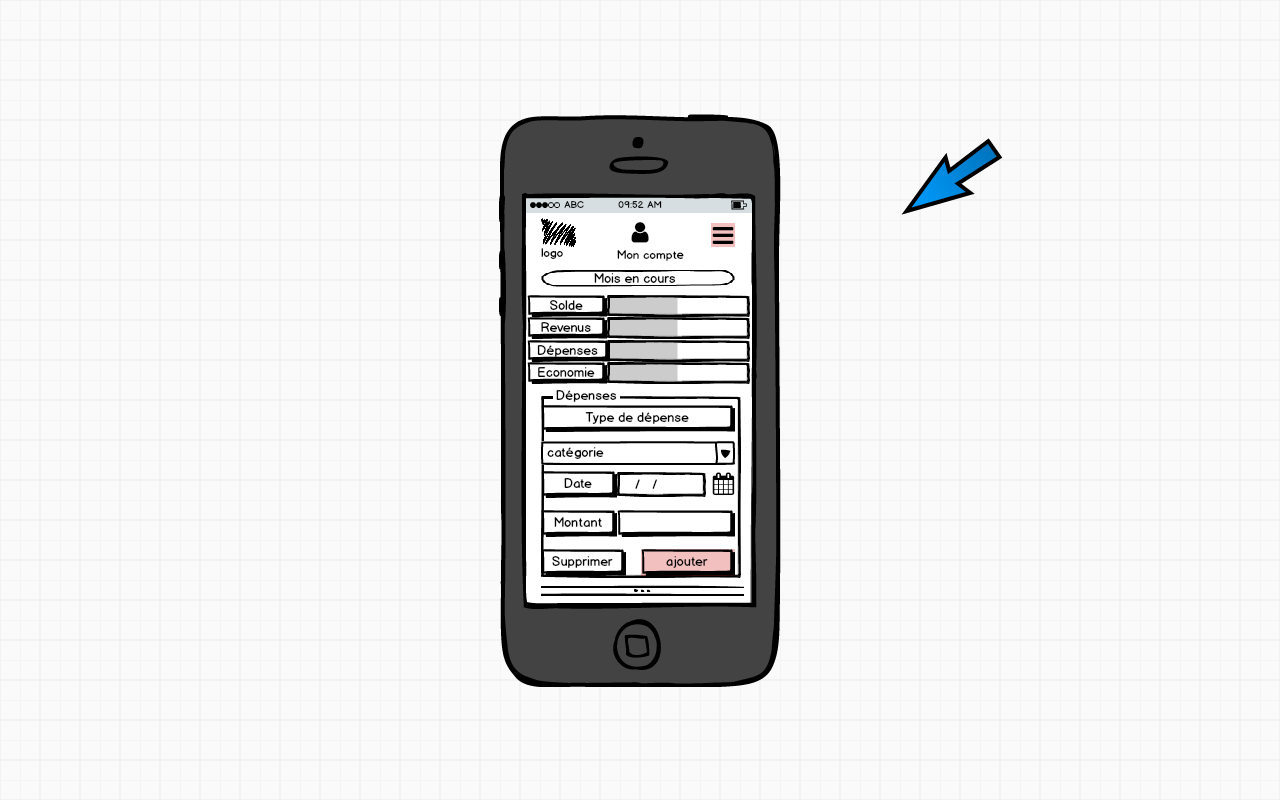 ABC 09:52 AM
logo
Mon compte
Mois en cours
Solde
Revenus
Dépenses
Economie
Dépenses
Type de dépense
catégorie
Date / /
Montant
Supprimer ajouter